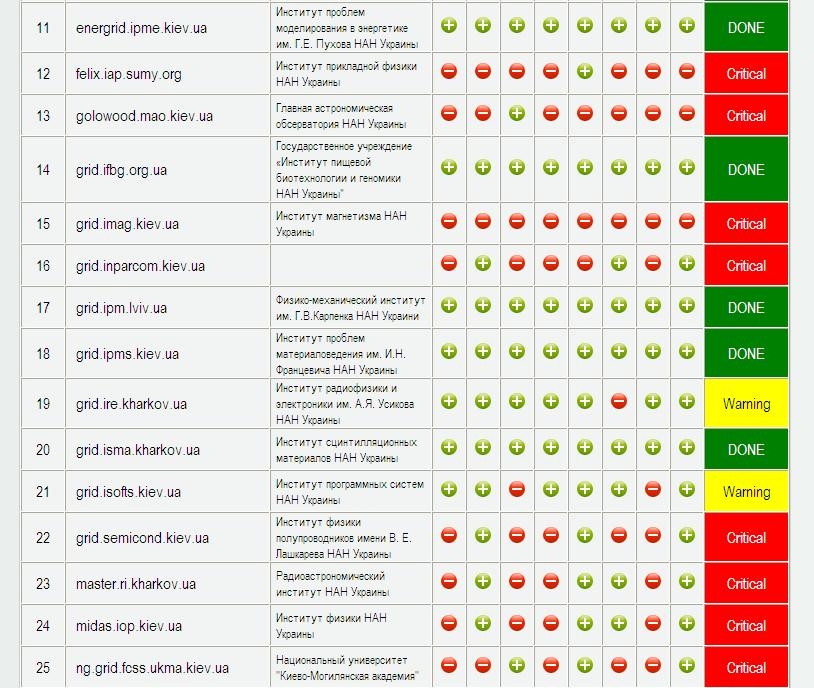 11 energrid.ipme.kiev.ua Институт проблем
моделирования в энергетике
им. Г.Е. Пухова НАН Украины DONE
12 felix.iap.sumy.org Институт прикладной физики
НАН Украины Critical
13 golowood.mao.kiev.ua Главная астрономическая
обсерватория НАН Украины Critical
14 grid.ifbg.org.ua Государственное учреждение
«Институт пищевой
биотехнологии и геномики
НАН Украины" DONE
15 grid.imag.kiev.ua Институт магнетизма НАН
Украины Critical
16 grid.inparcom.kiev.ua Critical
17 grid.ipm.lviv.ua Физико-механический институт
им. Г.В.Карпенка НАН Украини DONE
18 grid.ipms.kiev.ua Институт проблем
материаловедения им. И.Н.
Францевича НАН Украины DONE
19 grid.ire.kharkov.ua Институт радиофизики и
электроники им. А.Я. Усикова
НАН Украины Warning
20 grid.isma.kharkov.ua Институт сцинтилляционных
материалов НАН Украины DONE
21 grid.isofts.kiev.ua Институт программных систем
НАН Украины Warning
22 grid.semicond.kiev.ua Институт физики
полупроводников имени В. Е.
Лашкарева НАН Украины Critical
23 master.ri.kharkov.ua Радиоастрономический
институт НАН Украины Critical
24 midas.iop.kiev.ua Институт физики НАН
Украины Critical
25 ng.grid.fcss.ukma.kiev.ua Национальный университет
"Киево-Могилянская академия" Critical